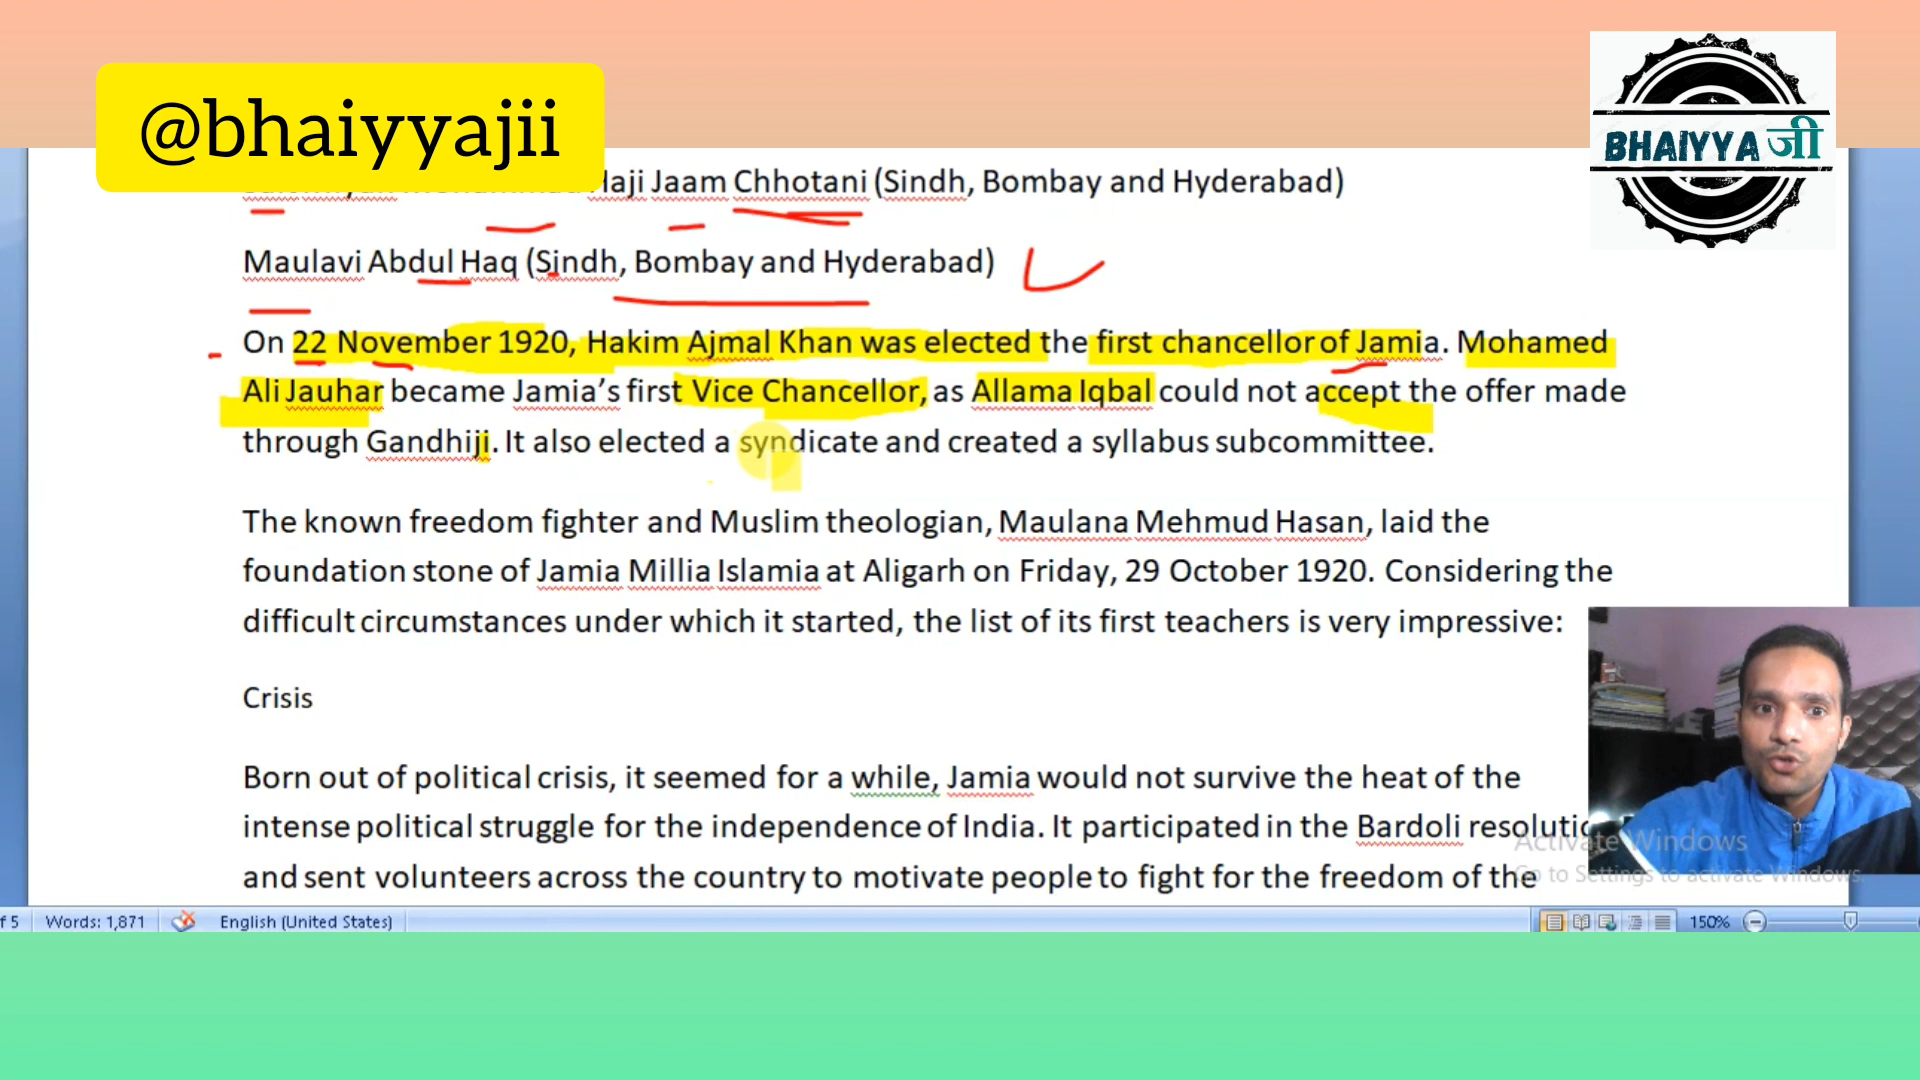 @bhaiyyajii
BHAIYYA जी
Haji Jaam Chhotani (Sindh, Bombay and Hyderabad)
Maulavi Abdul Haq (Sindh, Bombay and Hyderabad)
On 22 November 1920, Hakim Ajmal Khan was elected the first chancellor of Jamia. Mohamed
Ali Jauhar became Jamia's first Vice Chancellor, as Allama Iqbal could not accept the offer made
through Gandhiji. It also elected a syndicate and created a syllabus subcommittee.
The known freedom fighter and Muslim theologian, Maulana Mehmud Hasan, laid the
foundation stone of Jamia Millia Islamia at Aligarh on Friday, 29 October 1920. Considering the
difficult circumstances under which it started, the list of its first teachers is very impressive:
Crisis
Born out of political crisis, it seemed for a while, Jamia would not survive the heat of the
intense political struggle for the independence of India. It participated in the Bardoli resolutio
and sent volunteers across the country to motivate people to fight for the freedom of the
Activate Windows
Go to Settings to activate Windows.
f 5 Words: 1,871 English (United States) 150%